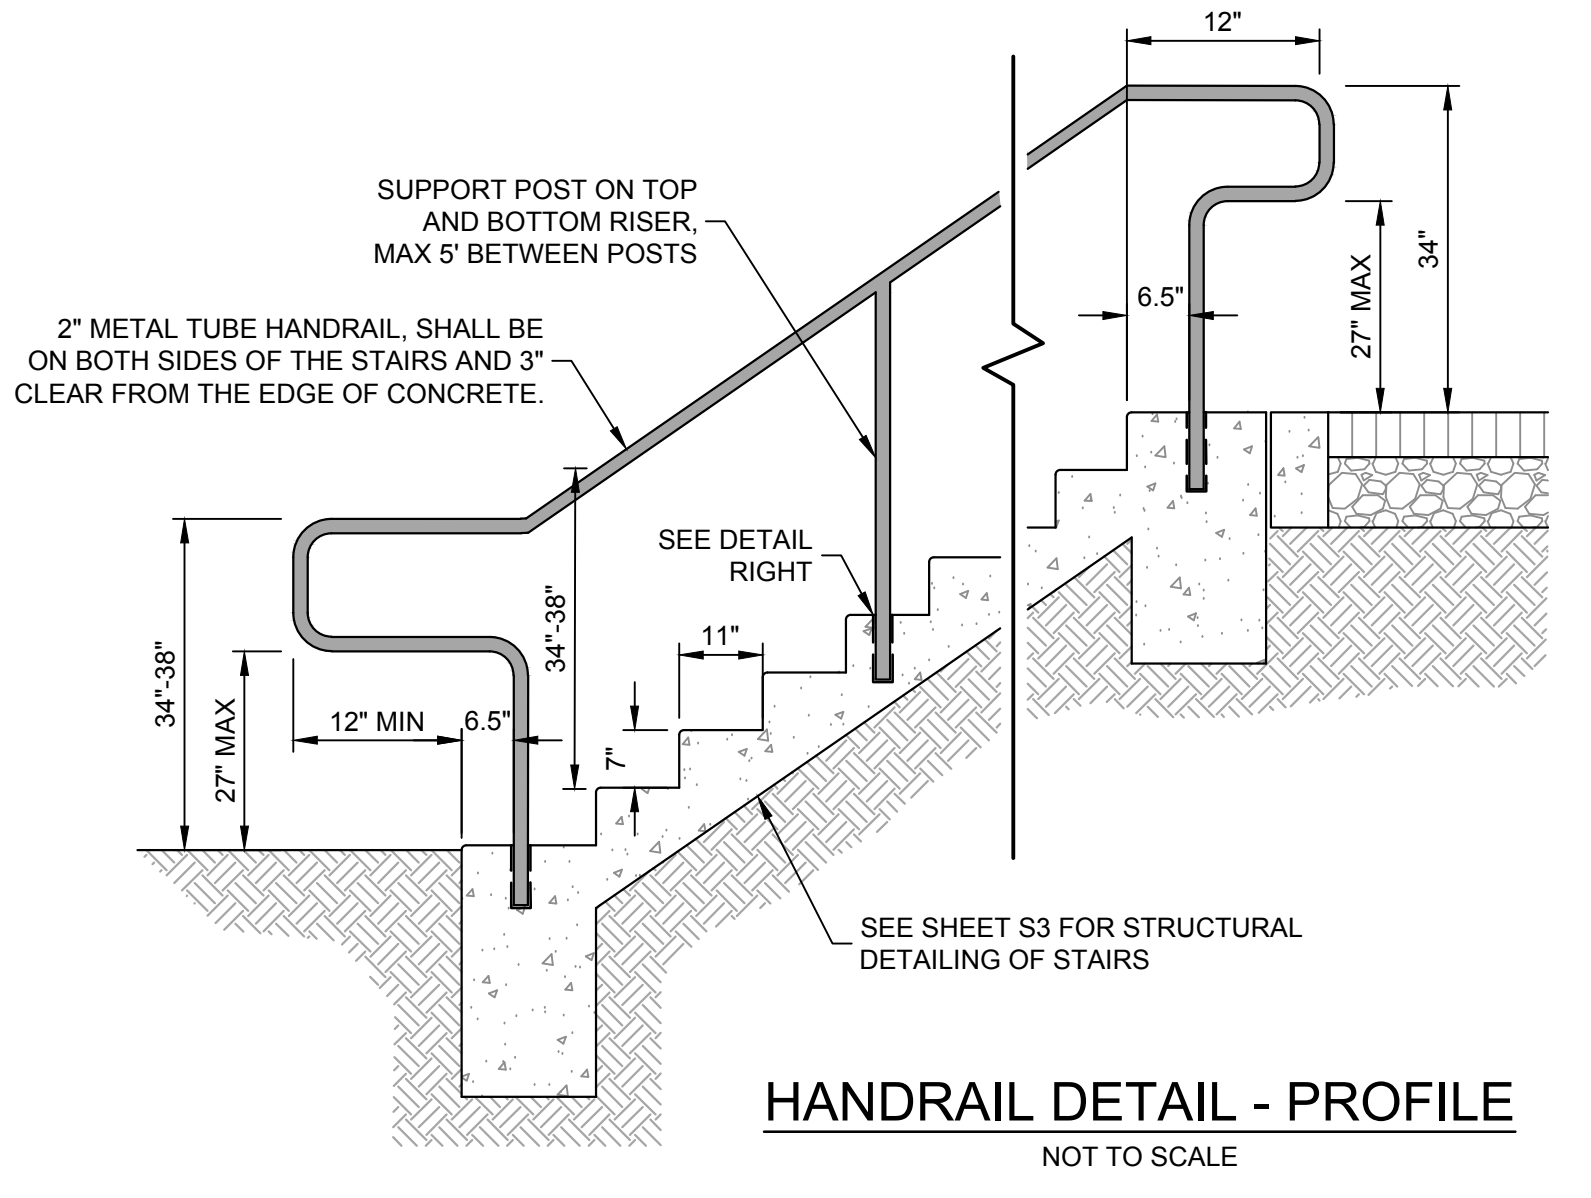 12"
SUPPORT POST ON TOP
AND BOTTOM RISER,
MAX 5' BETWEEN POSTS
34"
27" MAX
6.5"
2" METAL TUBE HANDRAIL, SHALL BE
ON BOTH SIDES OF THE STAIRS AND 3"
CLEAR FROM THE EDGE OF CONCRETE.
SEE DETAIL
RIGHT
34"-38"
11"
34"-38"
27" MAX
12" MIN
6.5"
7"
SEE SHEET S3 FOR STRUCTURAL
DETAILING OF STAIRS
HANDRAIL DETAIL - PROFILE
NOT TO SCALE